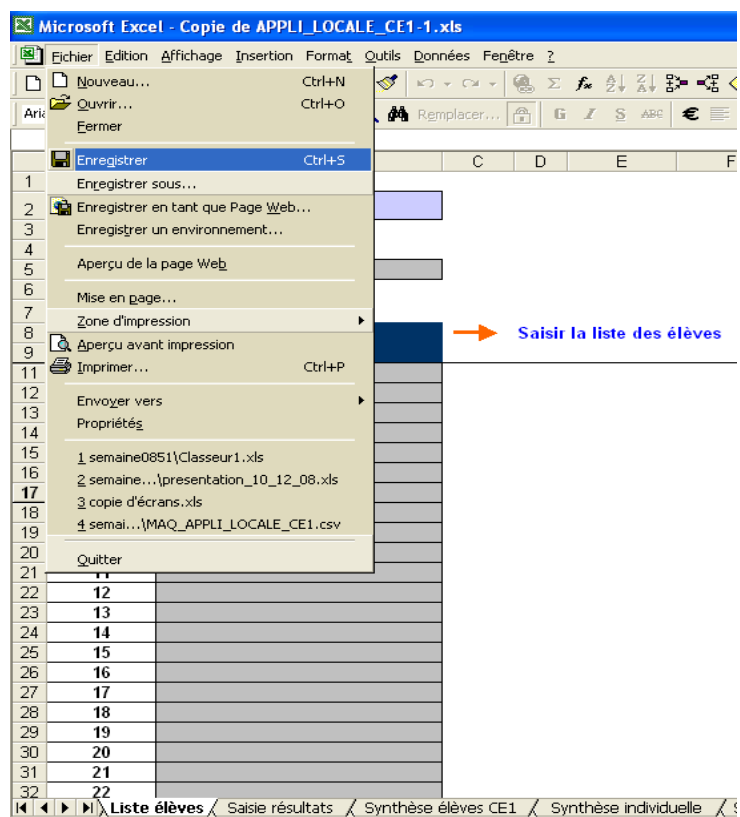 Microsoft Excel - Copie de APPLI_LOCALE_CE1-1.xls
Fichier Edition Affichage Insertion Format Outils Données Fenêtre ?
Nouveau... Ctrl+N
Ouvrir... Ctrl+O
Fermer
Enregistrer Ctrl+S
Enregistrer sous...
Enregistrer en tant que Page Web...
Enregistrer un environnement...
Aperçu de la page Web
Mise en page...
Zone d'impression
Aperçu avant impression
Imprimer... Ctrl+P
Envoyer vers
Propriétés
1 semaine0851\Classeur1.xls
2 semaine...\presentation_10_12_08.xls
3 copie d'écrans.xls
4 semai...\MAQ_APPLI_LOCALE_CE1.csv
Quitter
Aria
Remplacer... G I S ABC €
C D E F
1
2
3
4
5
6
7
8 Saisir la liste des élèves
9
11
12
13
14
15
16
17
18
19
20
21 11
22 12
23 13
24 14
25 15
26 16
27 17
28 18
29 19
30 20
31 21
32 22
Liste élèves Saisie résultats Synthèse élèves CE1 Synthèse individuelle